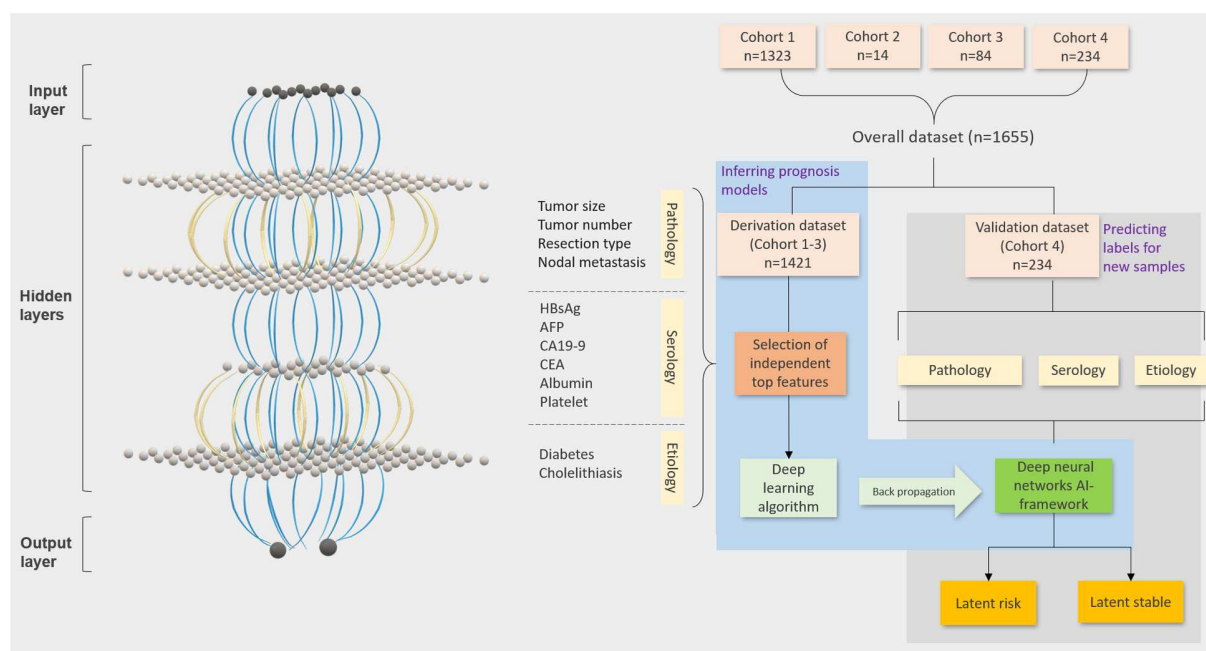 Input
layer
Hidden
layers
Output
layer
Cohort 1
n=1323
Cohort 2
n=14
Cohort 3
n=84
Cohort 4
n=234
Overall dataset (n=1655)
Inferring prognosis
models
Tumor size
Tumor number
Resection type
Nodal metastasis
Pathology
HBsAg
AFP
CA19-9
CEA
Albumin
Platelet
Serology
Diabetes
Cholelithiasis
Etiology
Derivation dataset
(Cohort 1-3)
n=1421
Selection of
independent
top features
Deep
learning
algorithm
Back propagation
Validation dataset
(Cohort 4)
n=234
Predicting
labels for
new samples
Pathology
Serology
Etiology
Deep neural
networks AI-
framework
Latent risk
Latent stable